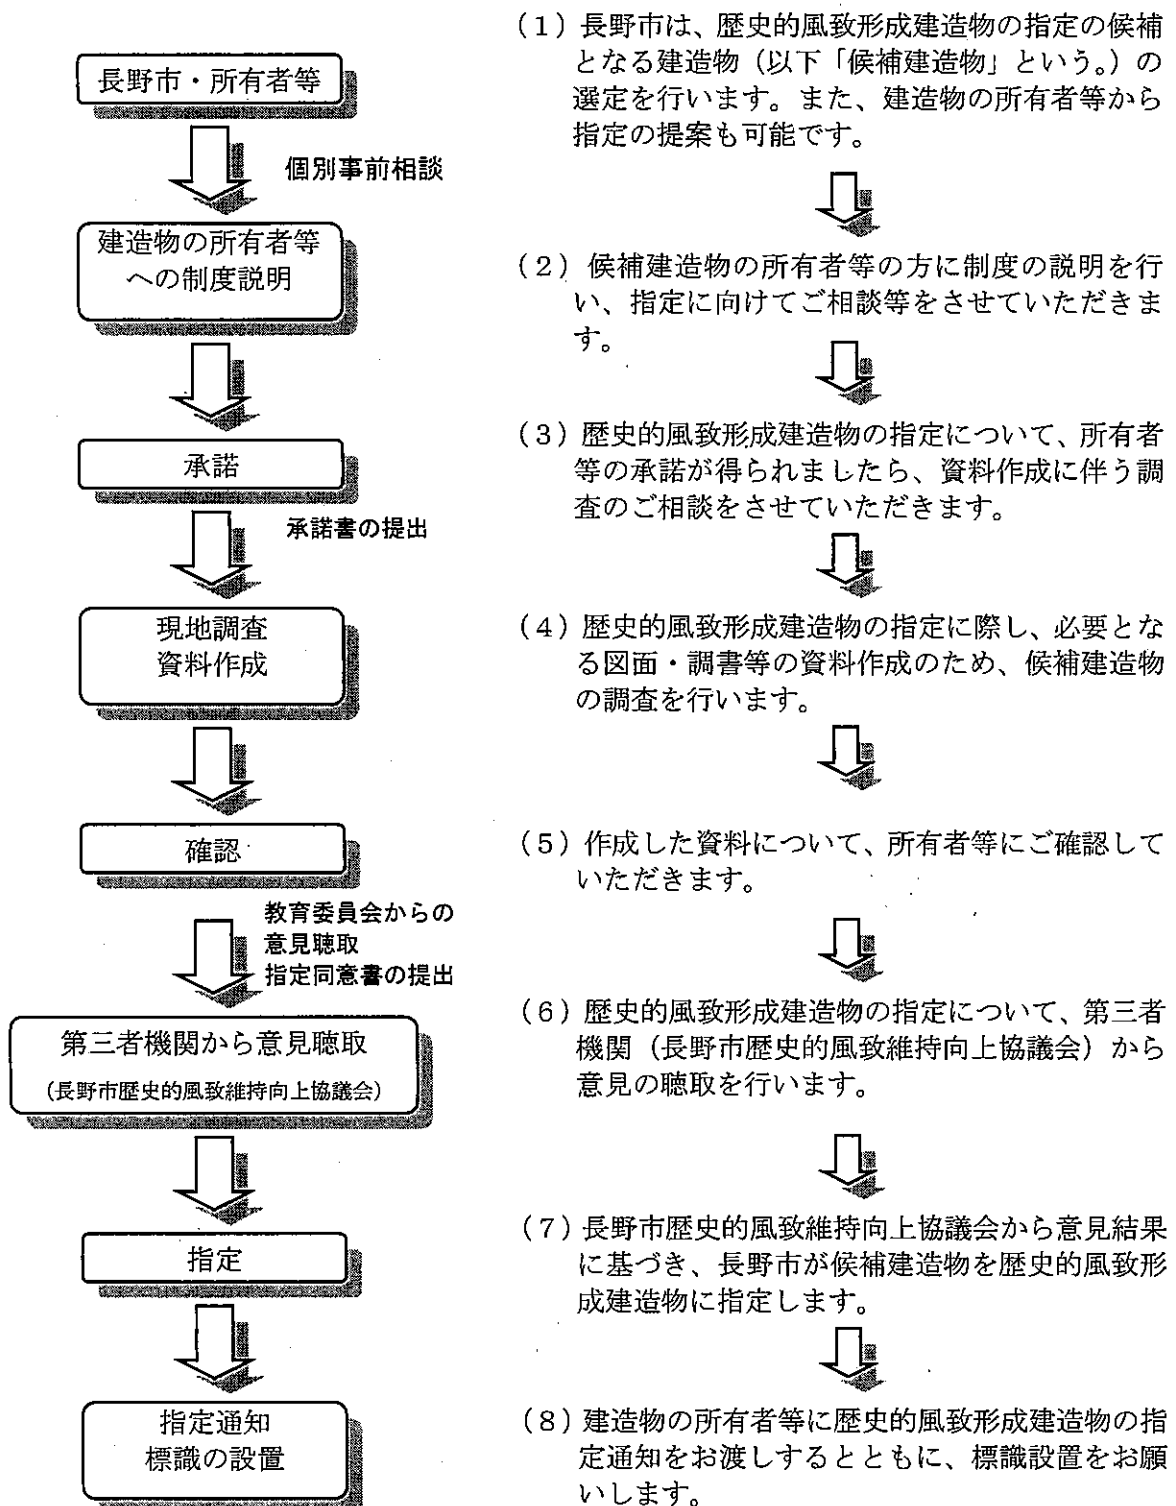 長野市・所有者等
個別事前相談
建造物の所有者等
への制度説明
承諾
承諾書の提出
現地調査
資料作成
確認
教育委員会からの
意見聴取
指定同意書の提出
第三者機関から意見聴取
(長野市歴史的風致維持向上協議会)
指定
指定通知
標識の設置
(1)長野市は、歴史的風致形成建造物の指定の候補
となる建造物(以下「候補建造物」という。)の
選定を行います。また、建造物の所有者等から
指定の提案も可能です。
(2)候補建造物の所有者等の方に制度の説明を行
い、指定に向けてご相談等をさせていただきま
す。
(3)歴史的風致形成建造物の指定について、所有者
等の承諾が得られましたら、資料作成に伴う調
査のご相談をさせていただきます。
(4)歴史的風致形成建造物の指定に際し、必要とな
る図面・調書等の資料作成のため、候補建造物
の調査を行います。
(5)作成した資料について、所有者等にご確認して
いただきます。
(6)歴史的風致形成建造物の指定について、第三者
機関(長野市歴史的風致維持向上協議会)から
意見の聴取を行います。
(7)長野市歴史的風致維持向上協議会から意見結果
に基づき、長野市が候補建造物を歴史的風致形
成建造物に指定します。
(8)建造物の所有者等に歴史的風致形成建造物の指
定通知をお渡しするとともに、標識設置をお願
いします。